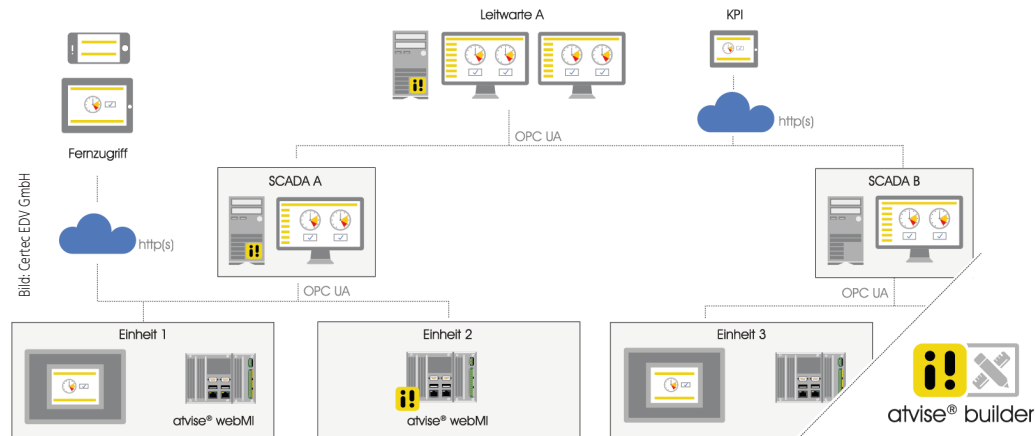 Leitwarte A
KPI
http(s)
OPC UA
Fernzugriff
SCADA A
SCADA B
http(s)
OPC UA
OPC UA
Bild: Certec EDV GmbH
Einheit 1
Einheit 2
Einheit 3
atvise® webMI
atvise® webMI
atvise® builder